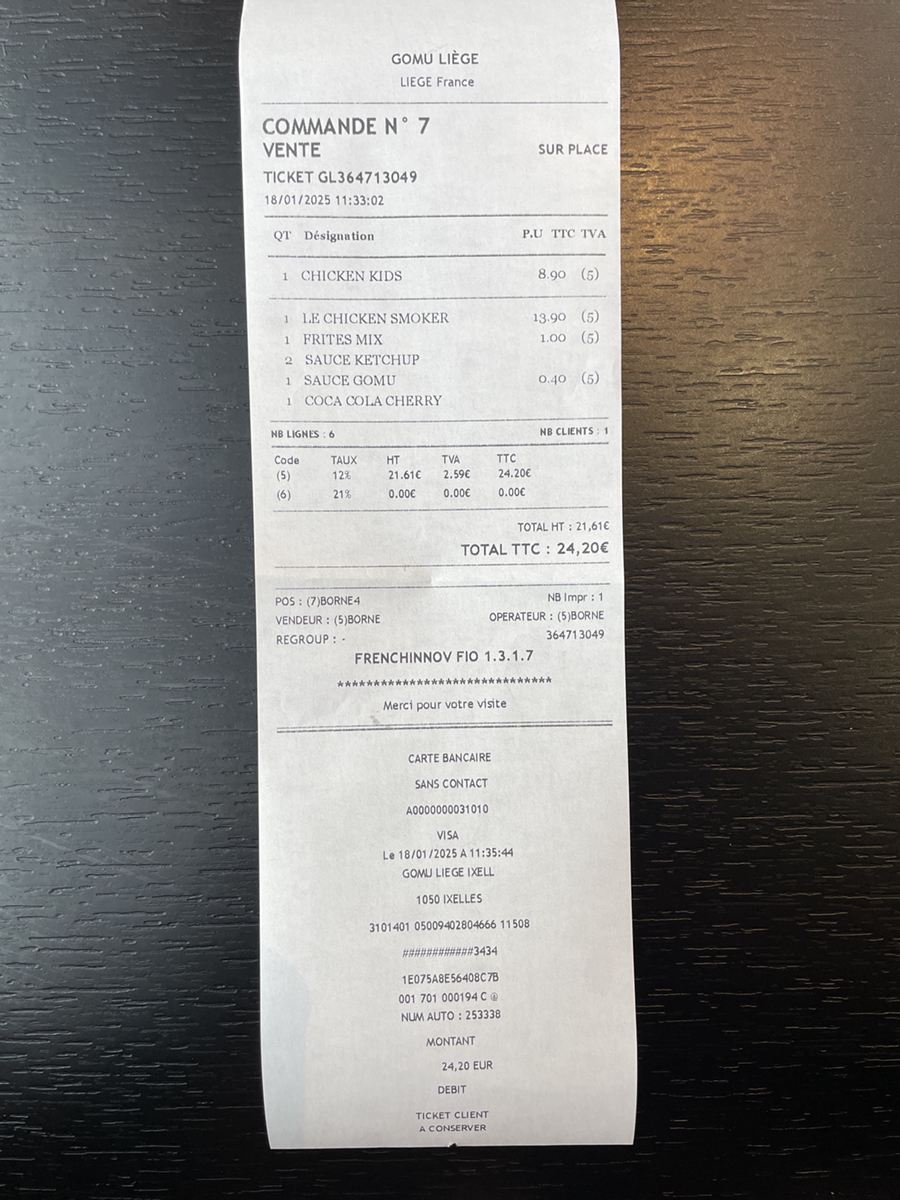 GOMU LIÈGE
LIEGE France
COMMANDE N° 7
VENTE SUR PLACE
TICKET GL364713049
18/01/2025 11:33:02
QT Désignation P.U TTC TVA
1 CHICKEN KIDS 8.90 (5)
1 LE CHICKEN SMOKER 13.90 (5)
1 FRITES MIX 1.00 (5)
2 SAUCE KETCHUP
1 SAUCE GOMU 0.40 (5)
1 COCA COLA CHERRY
NB LIGNES : 6 NB CLIENTS : 1
Code TAUX HT TVA TTC
(5) 12% 21.61€ 2.59€ 24.20€
(6) 21% 0.00€ 0.00€ 0.00€
TOTAL HT : 21,61€
TOTAL TTC : 24,20€
POS : (7)BORNE4 NB Impr : 1
VENDEUR : (5)BORNE OPERATEUR : (5)BORNE
REGROUP : - 364713049
FRENCHINNOV FIO 1.3.1.7
******************************
Merci pour votre visite
CARTE BANCAIRE
SANS CONTACT
A0000000031010
VISA
Le 18/01/2025 A 11:35:44
GOMU LIEGE IXELL
1050 IXELLES
3101401 05009402804666 11508
############3434
1E075A8E56408C7B
001 701 000194 C @
NUM AUTO : 253338
MONTANT
24,20 EUR
DEBIT
TICKET CLIENT
A CONSERVER